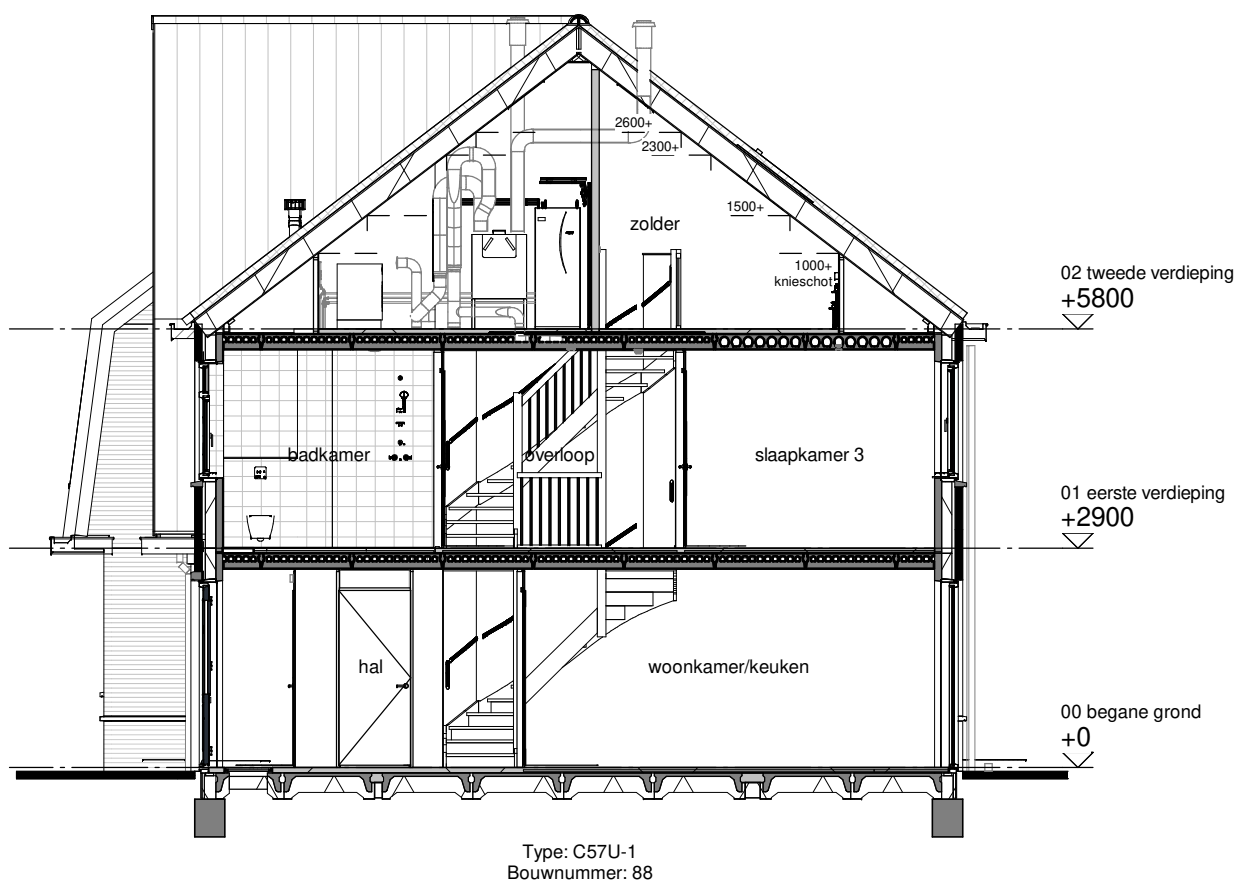 2600+
2300+
1500+
zolder
1000+
knieschot
02 tweede verdieping
+5800
badkamer
overloop
slaapkamer 3
01 eerste verdieping
+2900
hal
woonkamer/keuken
00 begane grond
+0
Type: C57U-1
Bouwnummer: 88